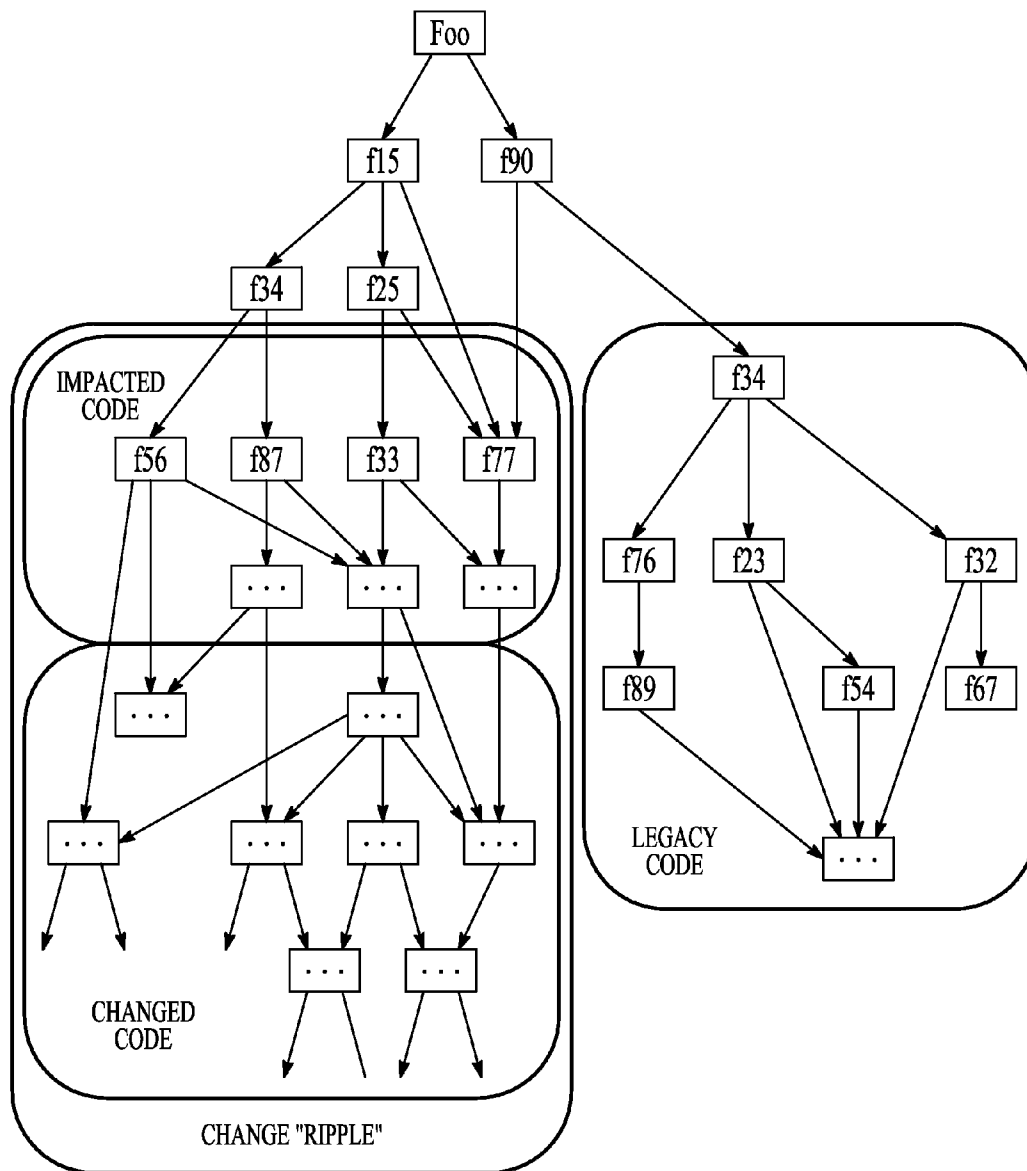 Foo
f15
f90
f34
f25
f34
IMPACTED
CODE
f56
f87
f33
f77
f76
f23
f32
. . .
. . .
. . .
f89
f54
f67
. . .
. . .
. . .
. . .
. . .
. . .
LEGACY
CODE
. . .
. . .
. . .
CHANGED
CODE
CHANGE "RIPPLE"